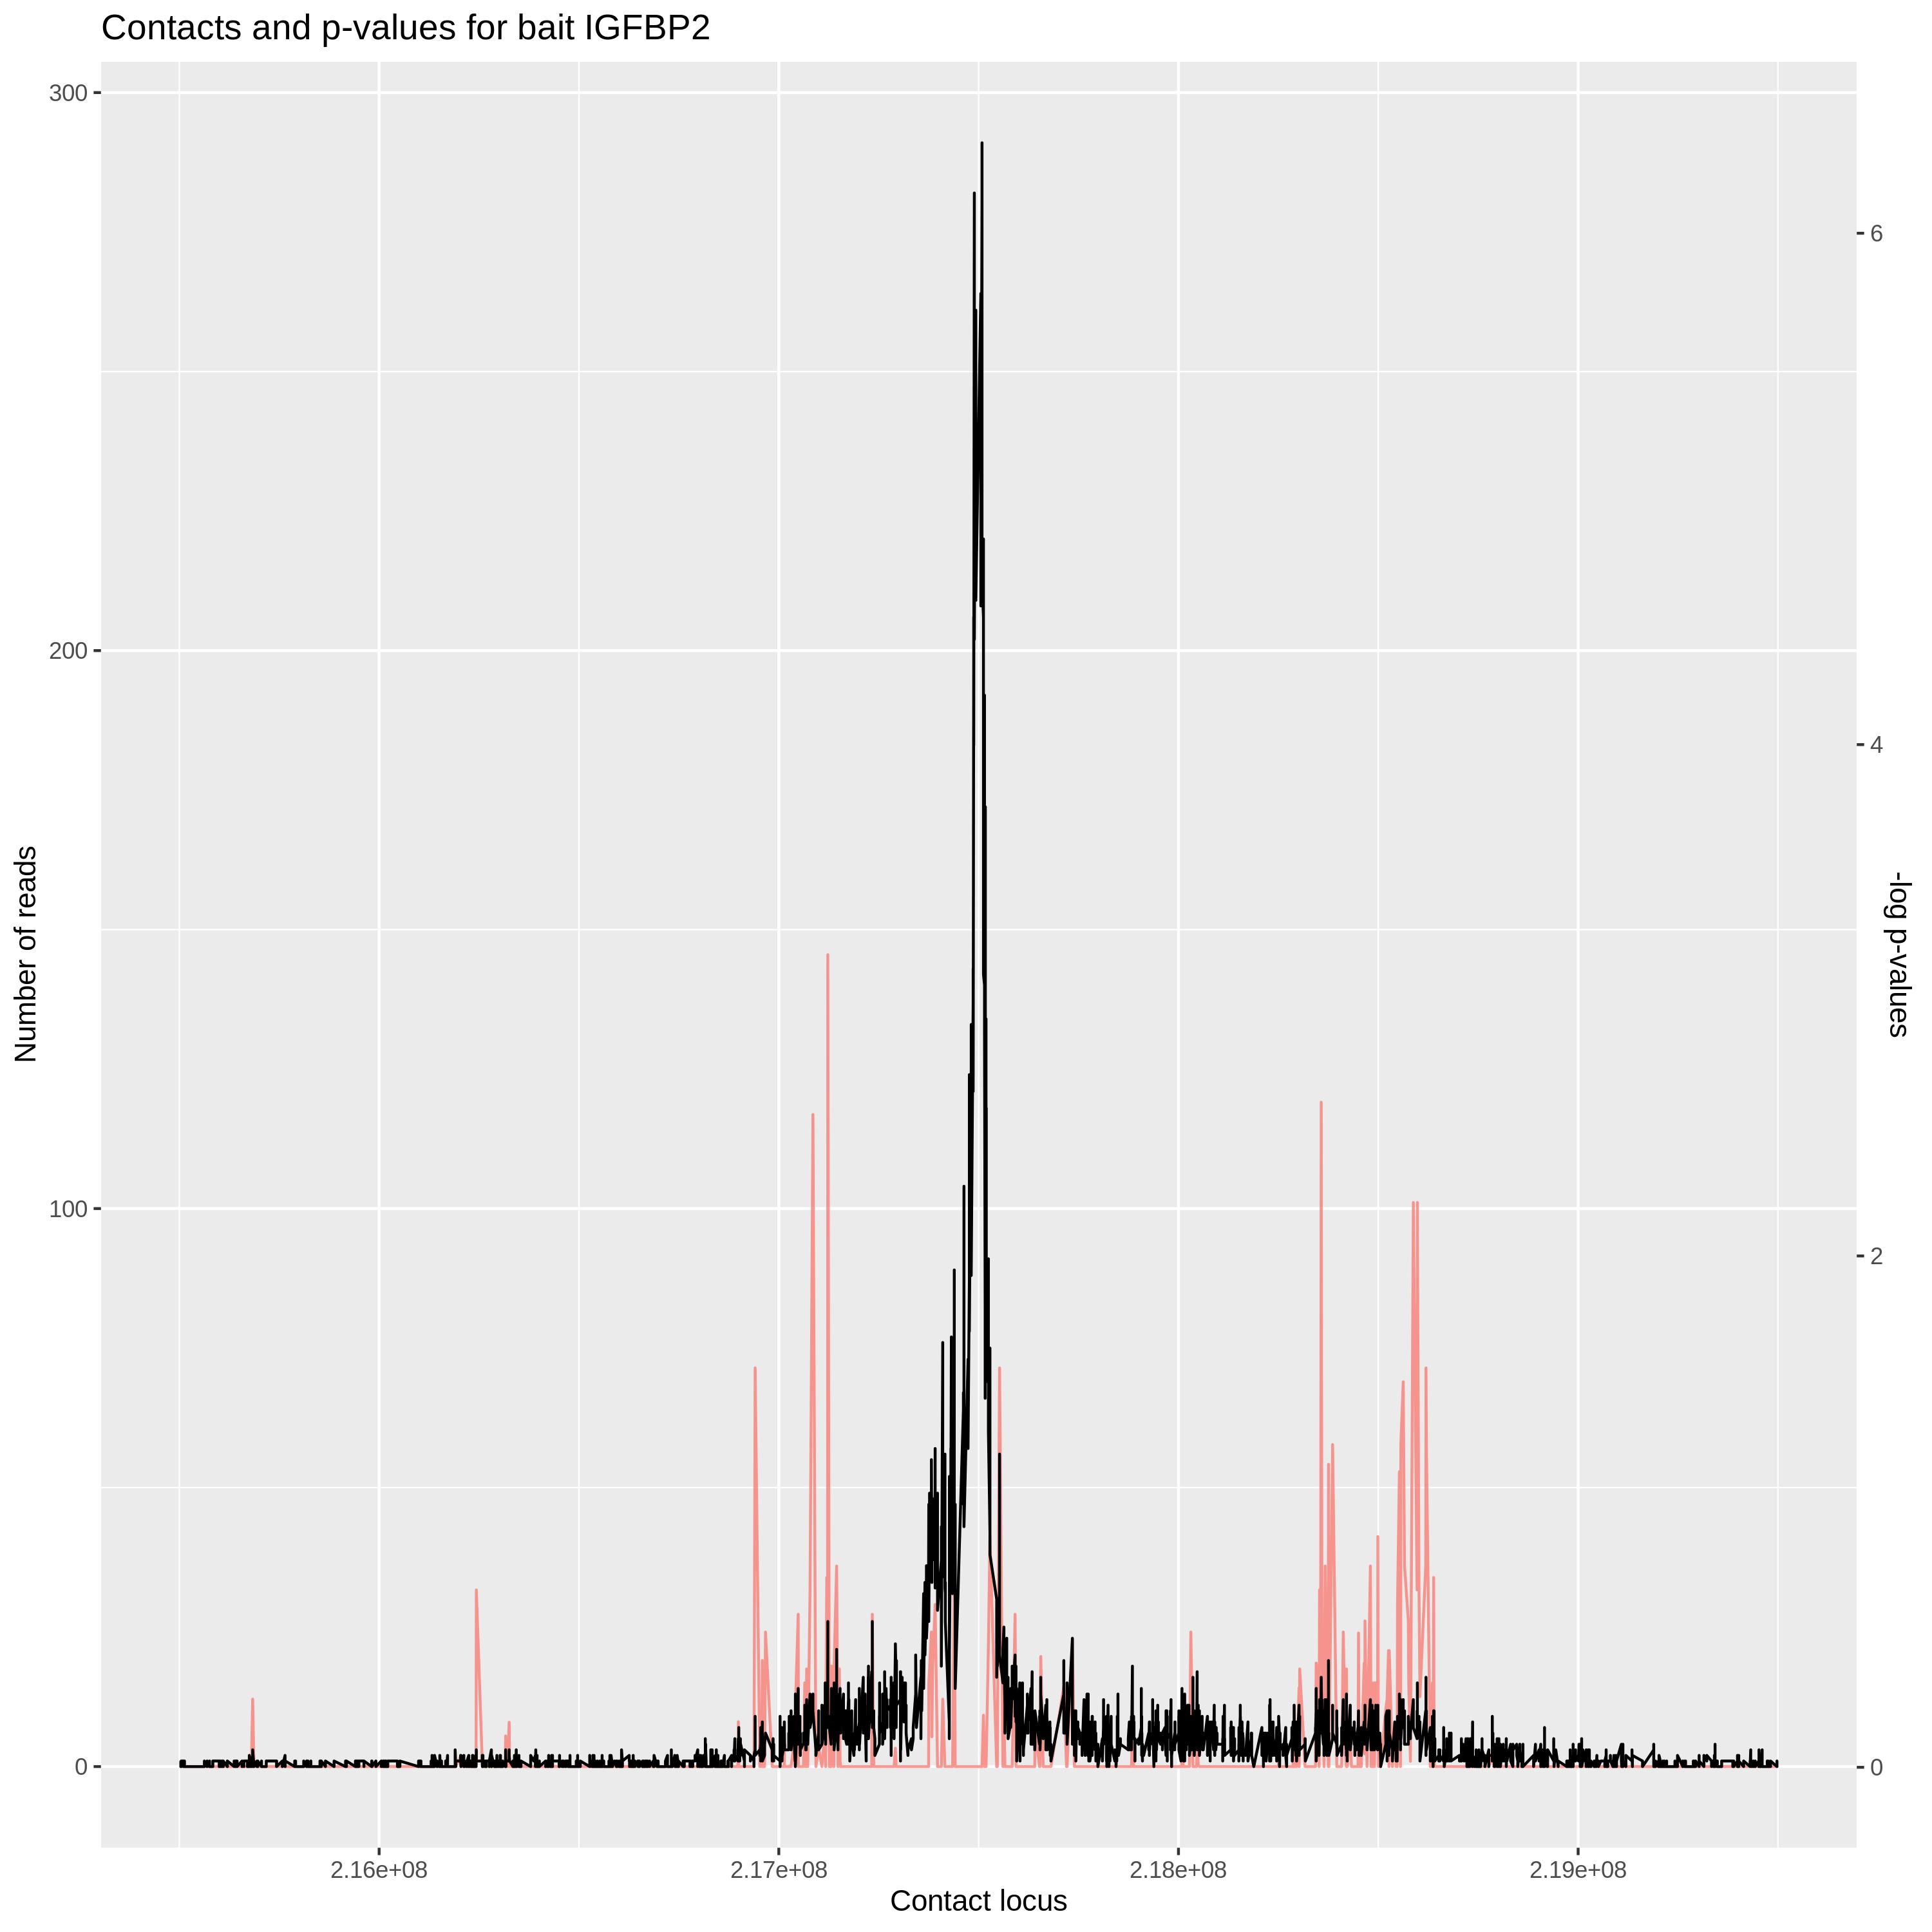 Contacts and p-values for bait IGFBP2
300
200
100
0
Number of reads
6
4
2
0
-log p-values
2.16e+08
2.17e+08
2.18e+08
2.19e+08
Contact locus